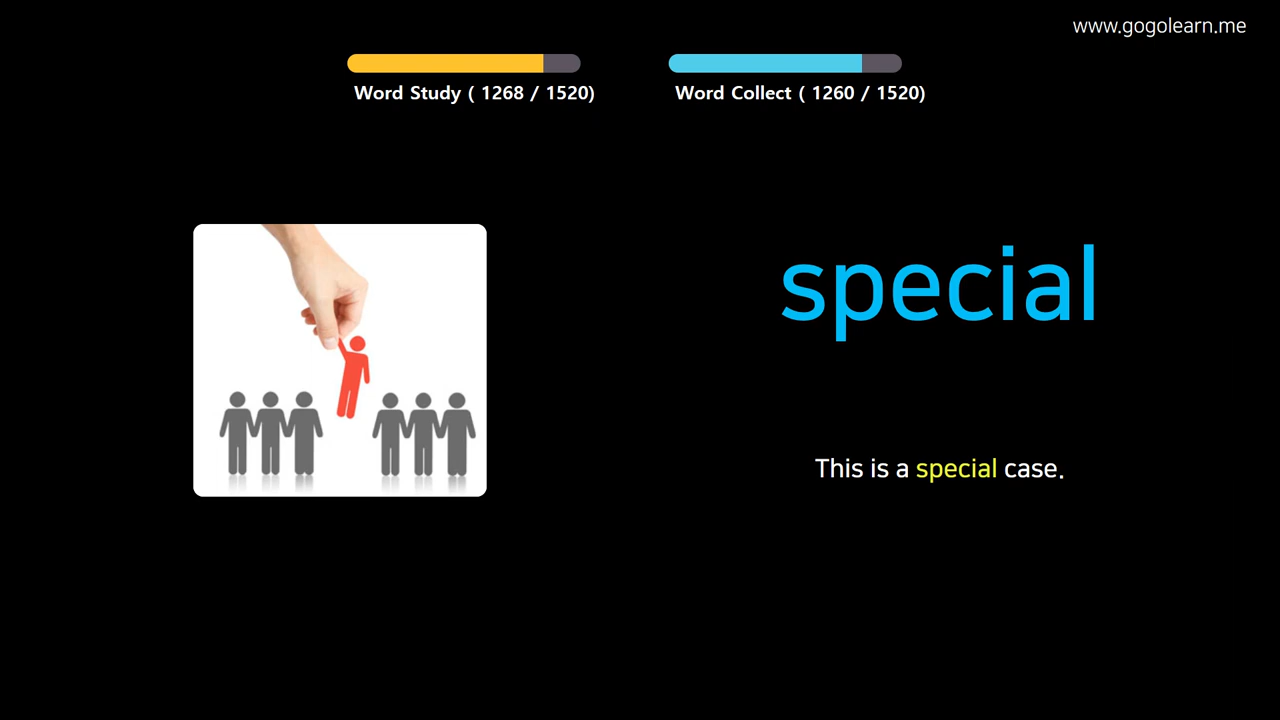 www.gogolearn.me
Word Study ( 1268 / 1520)
Word Collect ( 1260 / 1520)
special
This is a special case.